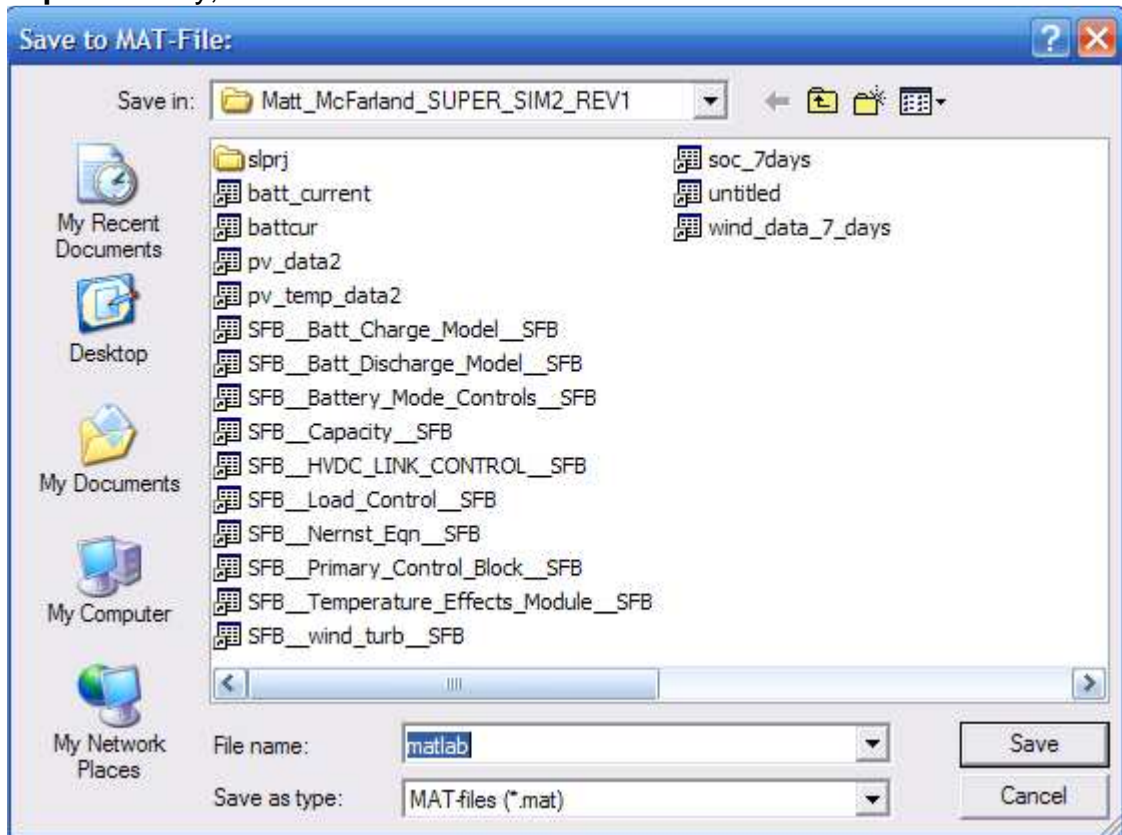 Save to MAT-File:
Save in:
Matt_McFarland_SUPER_SIM2_REV1
My Recent
Documents
Desktop
My Documents
My Computer
My Network
Places
slprj
batt_current
battcur
pv_data2
pv_temp_data2
SFB__Batt_Charge_Model__SFB
SFB__Batt_Discharge_Model__SFB
SFB__Battery_Mode_Controls__SFB
SFB__Capacity__SFB
SFB__HVDC_LINK_CONTROL__SFB
SFB__Load_Control__SFB
SFB__Nernst_Eqn__SFB
SFB__Primary_Control_Block__SFB
SFB__Temperature_Effects_Module__SFB
SFB__wind_turb__SFB
soc_7days
untitled
wind_data_7_days
File name:
matlab
Save
Save as type:
MAT-files (*.mat)
Cancel